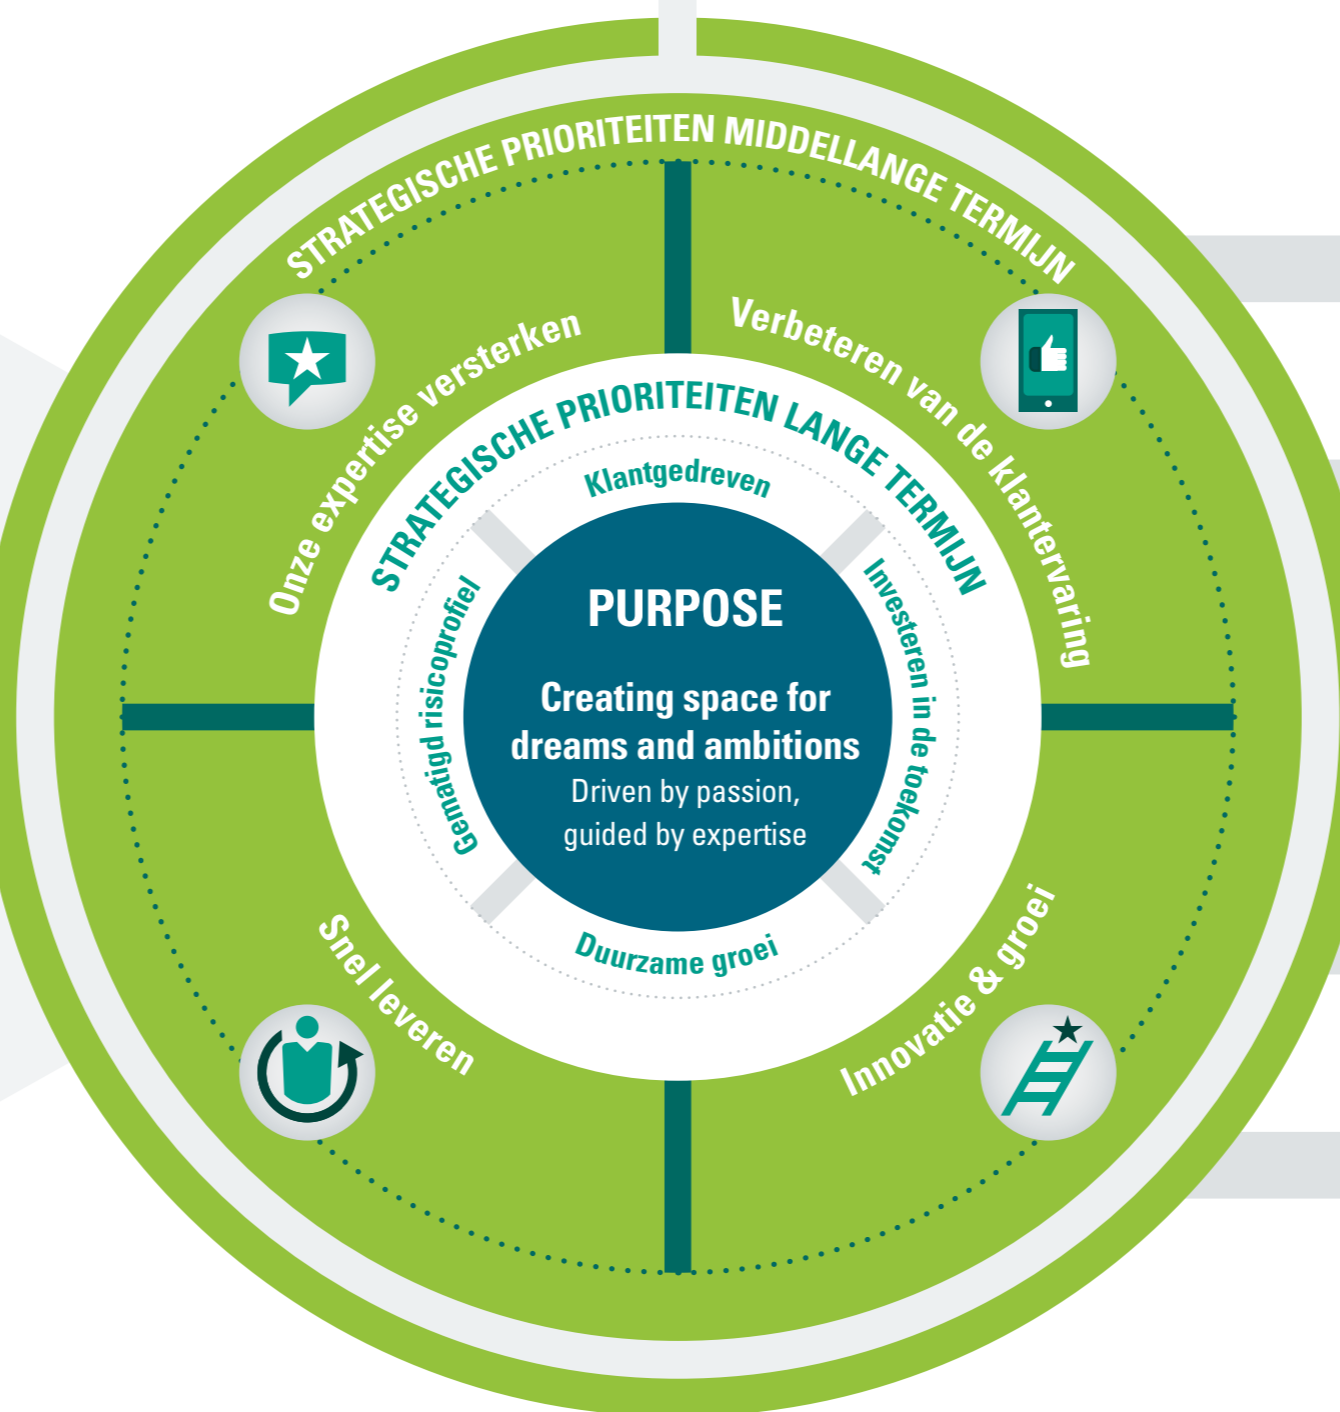 STRATEGISCHE PRIORITEITEN MIDDELLANGE TERMIJN
Onze expertise versterken
Verbeteren van de klantervaring
STRATEGISCHE PRIORITEITEN LANGE TERMIJN
Klantgedreven
Gematigd risicoprofiel
Investeren in de toekomst
PURPOSE
Creating space for
dreams and ambitions
Driven by passion,
guided by expertise
Duurzame groei
Snel leveren
Innovatie & groei